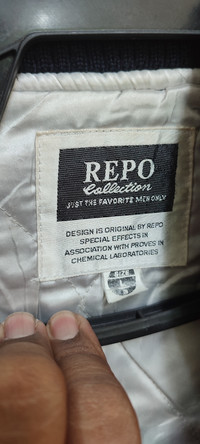 REPO
Collection
JUST THE FAVORITE MEN ONLY
DESIGN IS ORIGINAL BY REPO
SPECIAL EFFECTS IN
ASSOCIATION WITH PROVES IN
CHEMICAL LABORATORIES
SIZE